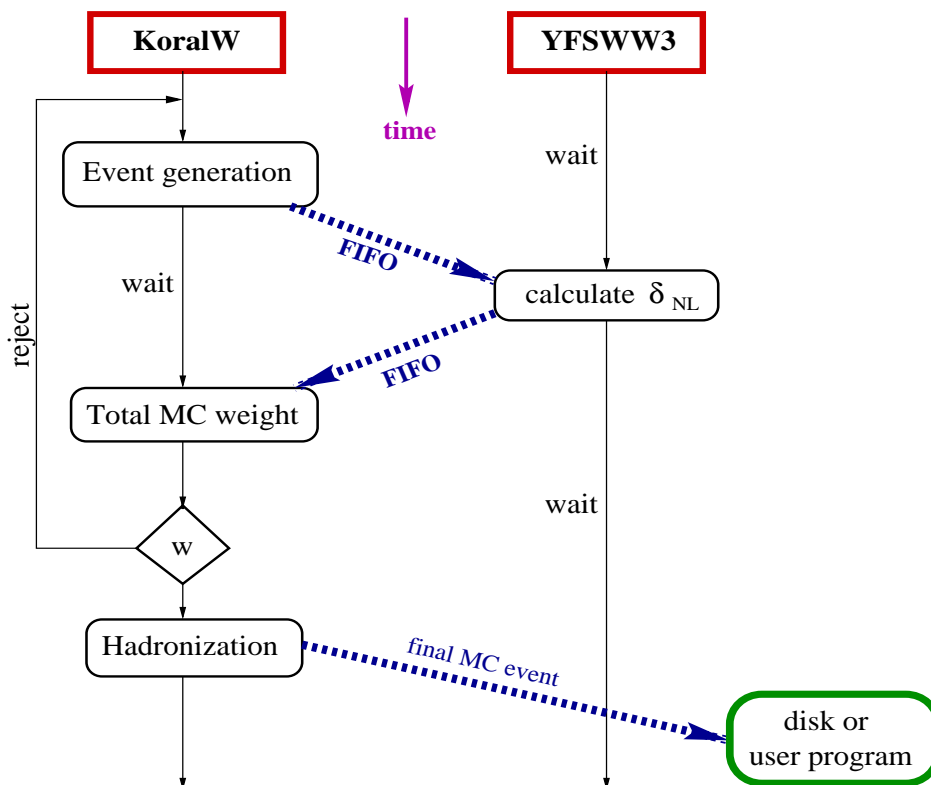 KoralW
YFSWW3
time
wait
Event generation
FIFO
wait
calculate δ NL
reject
FIFO
Total MC weight
wait
w
Hadronization
final MC event
disk or
user program